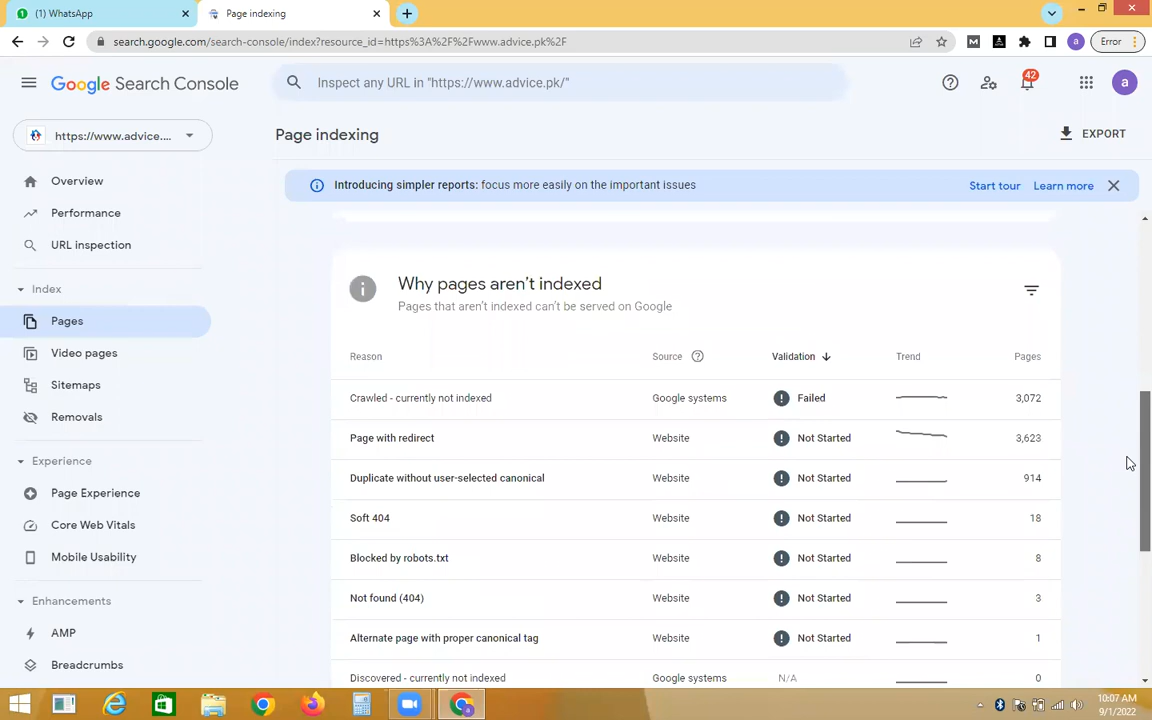 (1) WhatsApp
Page indexing
search.google.com/search-console/index?resource_id=https%3A%2F%2Fwww.advice.pk%2F
M
a
Error
Google Search Console
Inspect any URL in "https://www.advice.pk/"
42
a
https://www.advice....
Page indexing
EXPORT
Introducing simpler reports: focus more easily on the important issues
Start tour
Learn more
Overview
Performance
URL inspection
Index
Pages
Video pages
Sitemaps
Removals
Experience
Page Experience
Core Web Vitals
Mobile Usability
Enhancements
AMP
Breadcrumbs
Why pages aren't indexed
Pages that aren't indexed can't be served on Google
Reason Source Validation Trend Pages
Crawled - currently not indexed Google systems Failed 3,072
Page with redirect Website Not Started 3,623
Duplicate without user-selected canonical Website Not Started 914
Soft 404 Website Not Started 18
Blocked by robots.txt Website Not Started 8
Not found (404) Website Not Started 3
Alternate page with proper canonical tag Website Not Started 1
Discovered - currently not indexed Google systems N/A 0
10:07 AM
9/1/2022